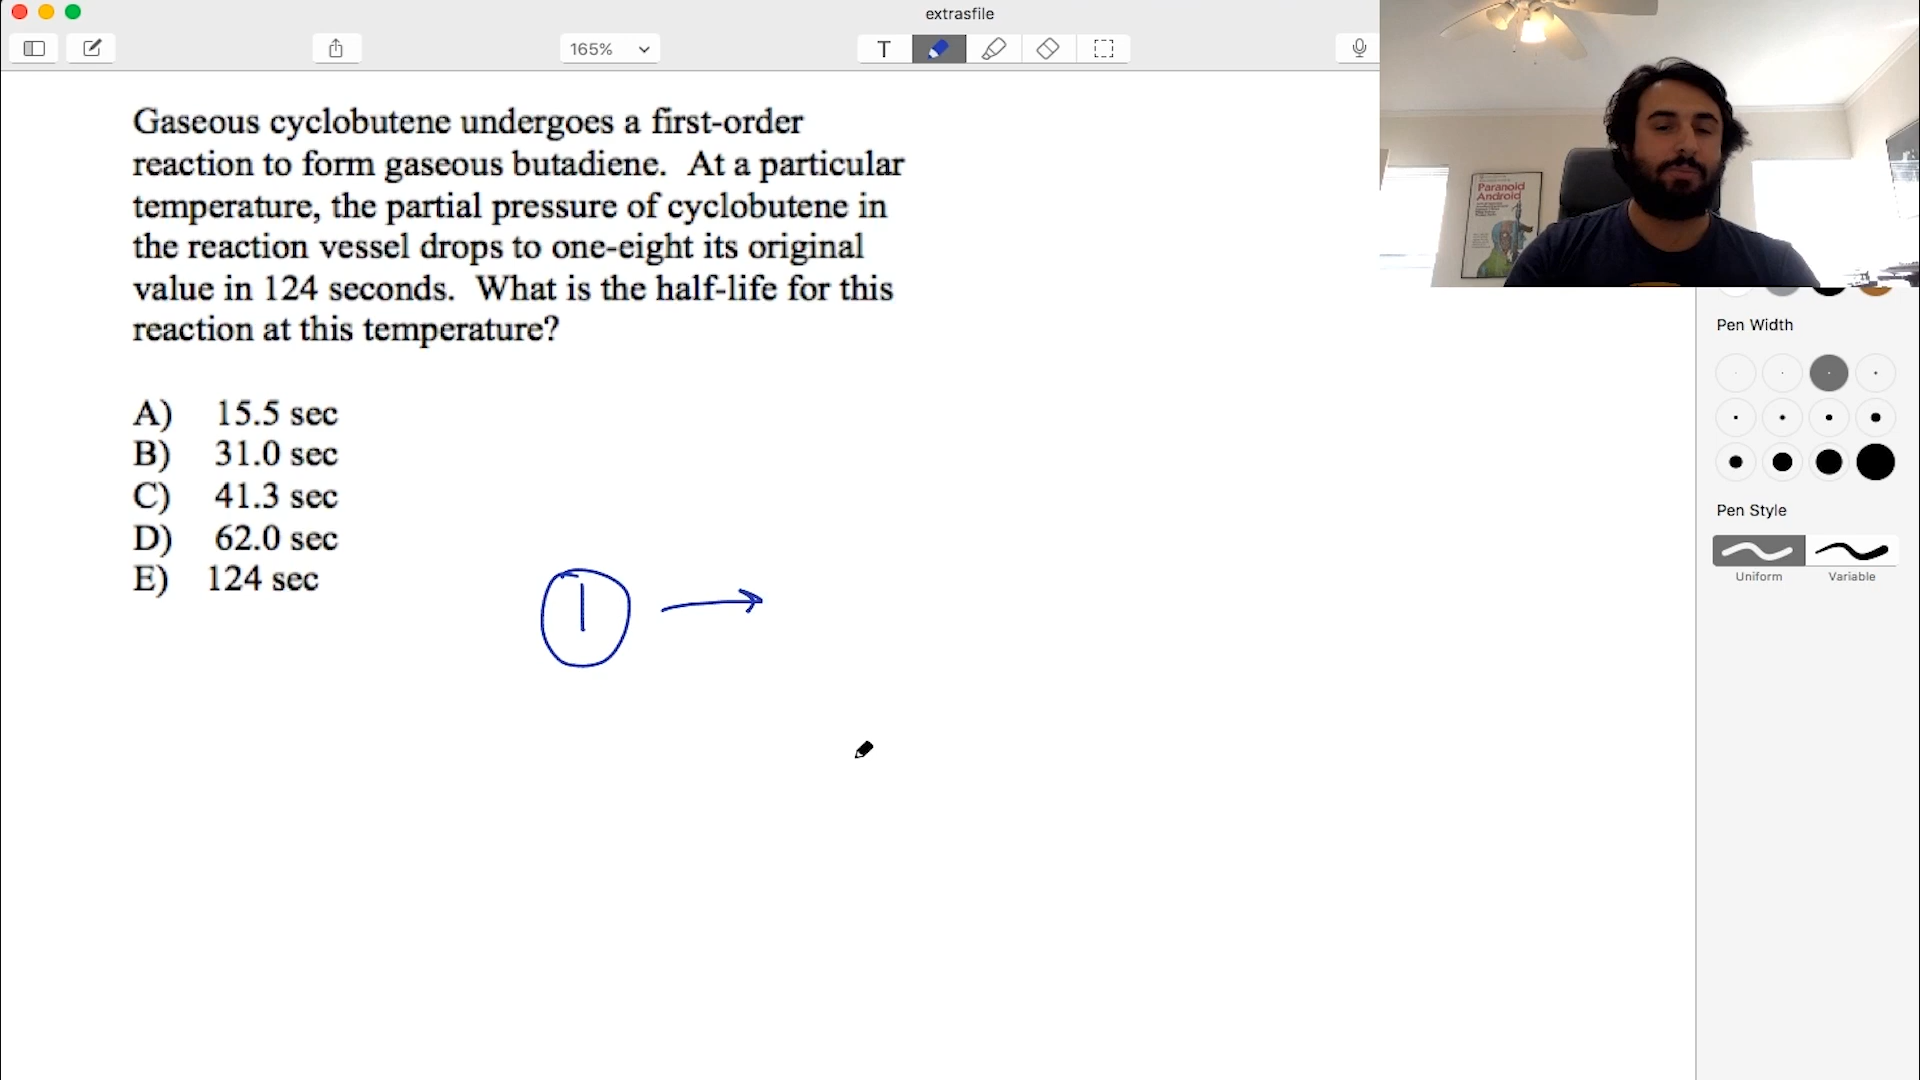 extrasfile
165%
T
Gaseous cyclobutene undergoes a first-order
reaction to form gaseous butadiene. At a particular
temperature, the partial pressure of cyclobutene in
the reaction vessel drops to one-eight its original
value in 124 seconds. What is the half-life for this
reaction at this temperature?
A) 15.5 sec
B) 31.0 sec
C) 41.3 sec
D) 62.0 sec
E) 124 sec
1
Paranoid
Android
Pen Width
Pen Style
Uniform
Variable